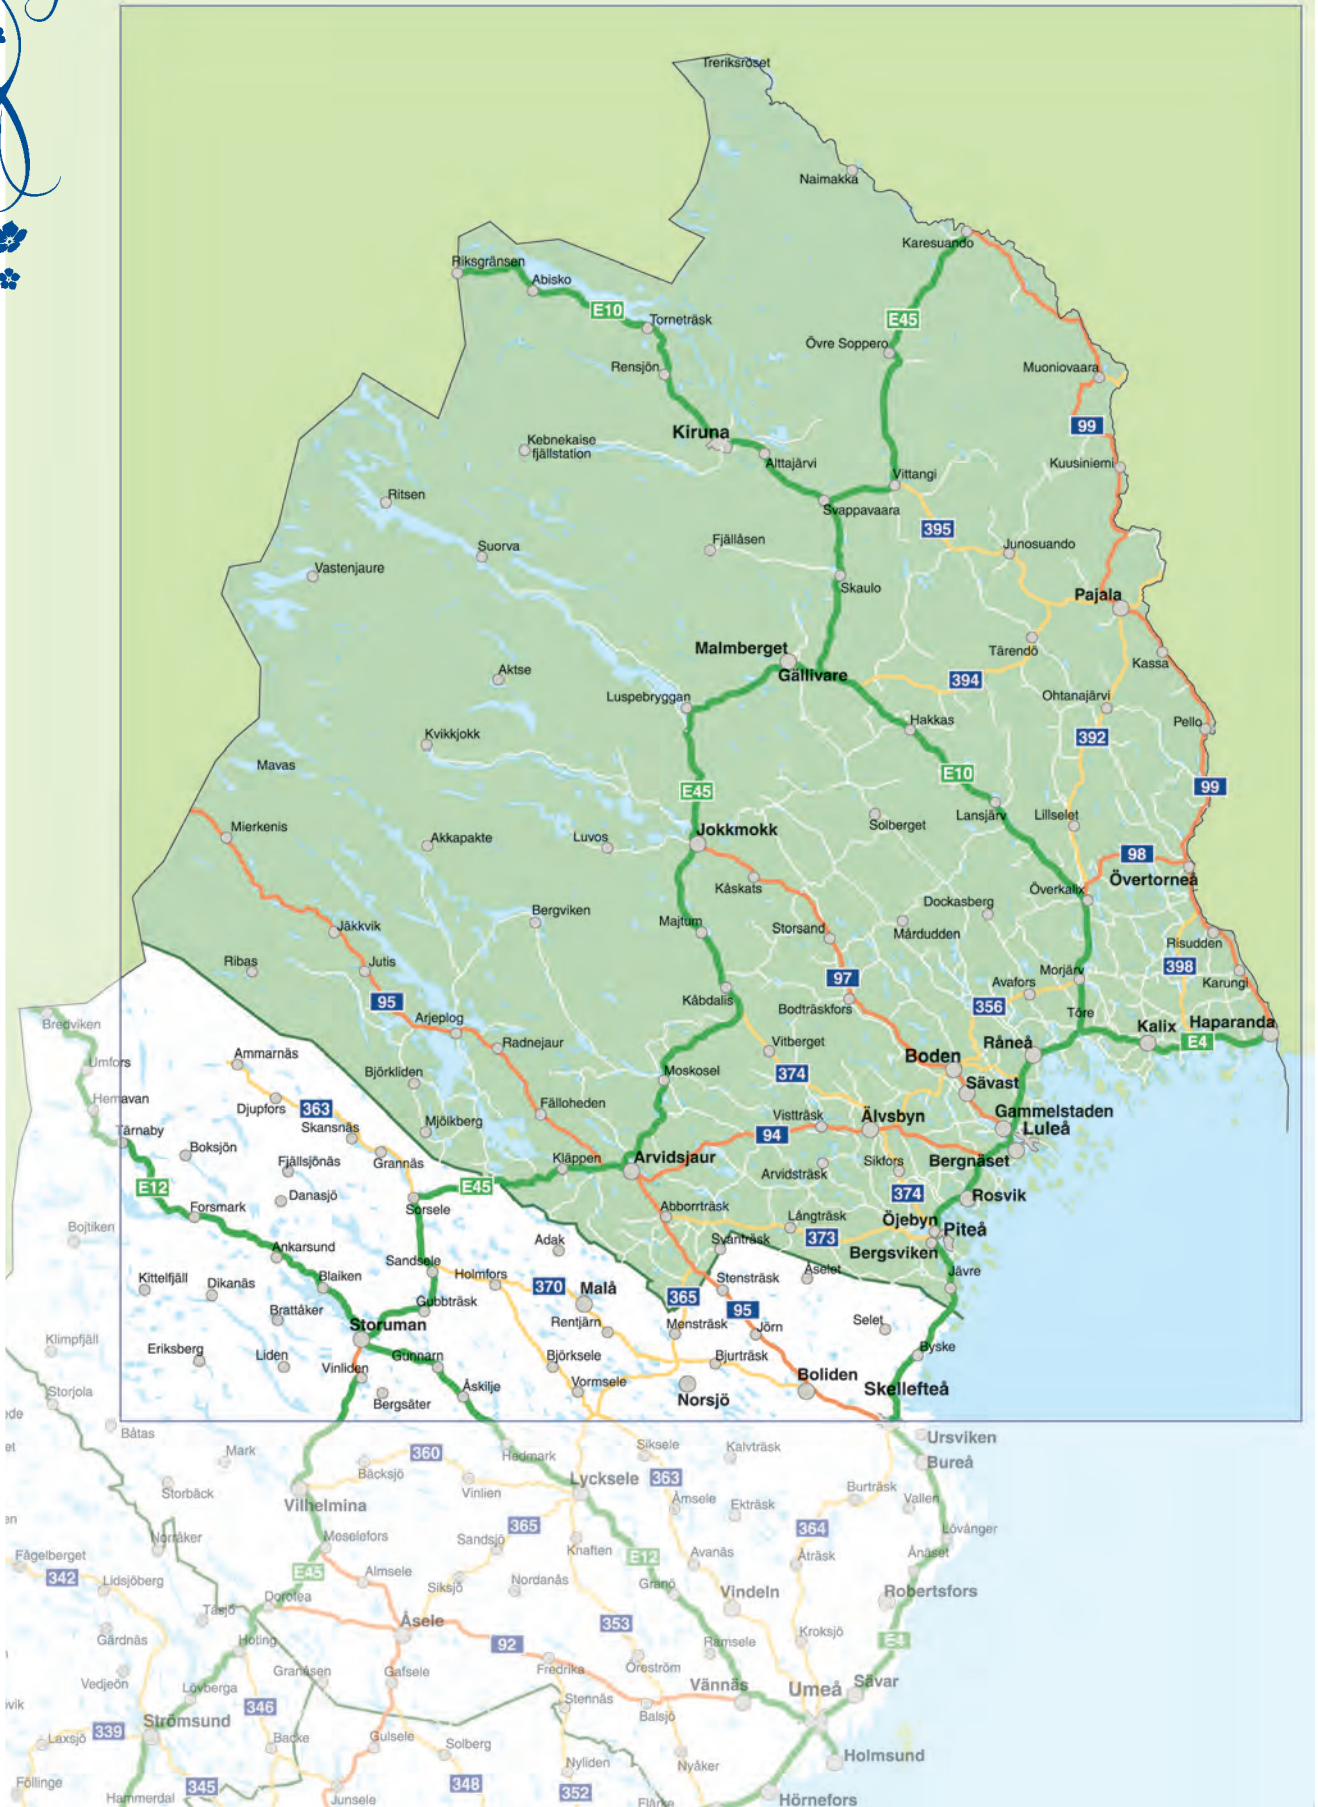 Treriksröset
Naimakka
Karesuando
Riksgränsen
Abisko
E10
Torneträsk
E45
Övre Soppero
Rensjön
Muoniovaara
99
Kiruna
Kebnekaise
fjällstation
Alttajärvi
Kuusiniemi
Vittangi
Ritsen
Svappavaara
395
Fjällåsen
Junosuando
Suorva
Vastenjaure
Skaulo
Pajala
Malmberget
Tärendö
Kassa
Gällivare
Aktse
394
Luspebryggan
Ohtanajärvi
Hakkas
Pello
Kvikkjokk
392
Mavas
E10
99
E45
Mierkenis
Jokkmokk
Solberget
Lansjärv
Lillselet
Akkapakte
Luvos
98
Kåskats
Övertorneå
Överkalix
Dockasberg
Bergviken
Majtum
Storsand
Mårdudden
Jäkkvik
Risudden
Ribas
Jutis
398
Morjärv
97
Avafors
Karungi
95
Kåbdalis
Bodträskfors
356
Töre
Arjeplog
Kalix
Haparanda
Bredviken
Radnejaur
Vitberget
Råneå
E4
Umfors
Ammarnäs
Boden
Björkliden
Moskosel
374
Sävast
Hemavan
Djupfors
363
Fälloheden
Vistträsk
Älvsbyn
Gammelstaden
Skansnäs
Mjölkberg
94
Luleå
Tärnaby
Boksjön
Fjällsjönäs
Grannäs
Kläppen
Arvidsjaur
Arvidsträsk
Sikfors
Bergnäset
E12
E45
374
Danasjö
Rosvik
Forsmark
Sorsele
Abborrträsk
Långträsk
Öjebyn
Piteå
Bojtiken
373
Adak
Svanträsk
Bergsviken
Ankarsund
Sandsele
Jävre
Kittelfjäll
Dikanäs
Blaiken
Holmfors
370
Malå
Stensträsk
Åselet
365
Gubbträsk
95
Brattåker
Storuman
Rentjärn
Mensträsk
Jörn
Selet
Klimpfjäll
Eriksberg
Liden
Gunnarn
Björksele
Bjurträsk
Byske
Vinliden
Boliden
Storjola
Bergsäter
Åskilje
Vormsele
Norsjö
Skellefteå
Båtas
Ursviken
Mark
360
Hedmark
Siksele
Kalvträsk
Bureå
Bäcksjö
Lycksele
363
Storbäck
Vinlien
Burträsk
Vallen
Vilhelmina
Åmsele
Ekträsk
Norråker
Meselefors
Sandsjö
365
Knaften
364
Lövånger
Fågelberget
E12
Avanäs
Åträsk
Ånäset
342
E45
Almsele
Lidsjöberg
Siksjö
Nordanås
Granö
Vindeln
Robertsfors
Dorotea
Tåsjö
Åsele
353
Gärdnäs
Hoting
92
Ramsele
Kroksjö
E4
Vedjeön
Granåsen
Gafsele
Fredrika
Öreström
Lövberga
Vännäs
Umeå
Sävar
346
Stennäs
Balsjö
Strömsund
339
Laxsjö
Backe
Gulsele
Solberg
Holmsund
Nyliden
Nyåker
Föllinge
345
348
352
Hammerdal
Junsele
Hörnefors